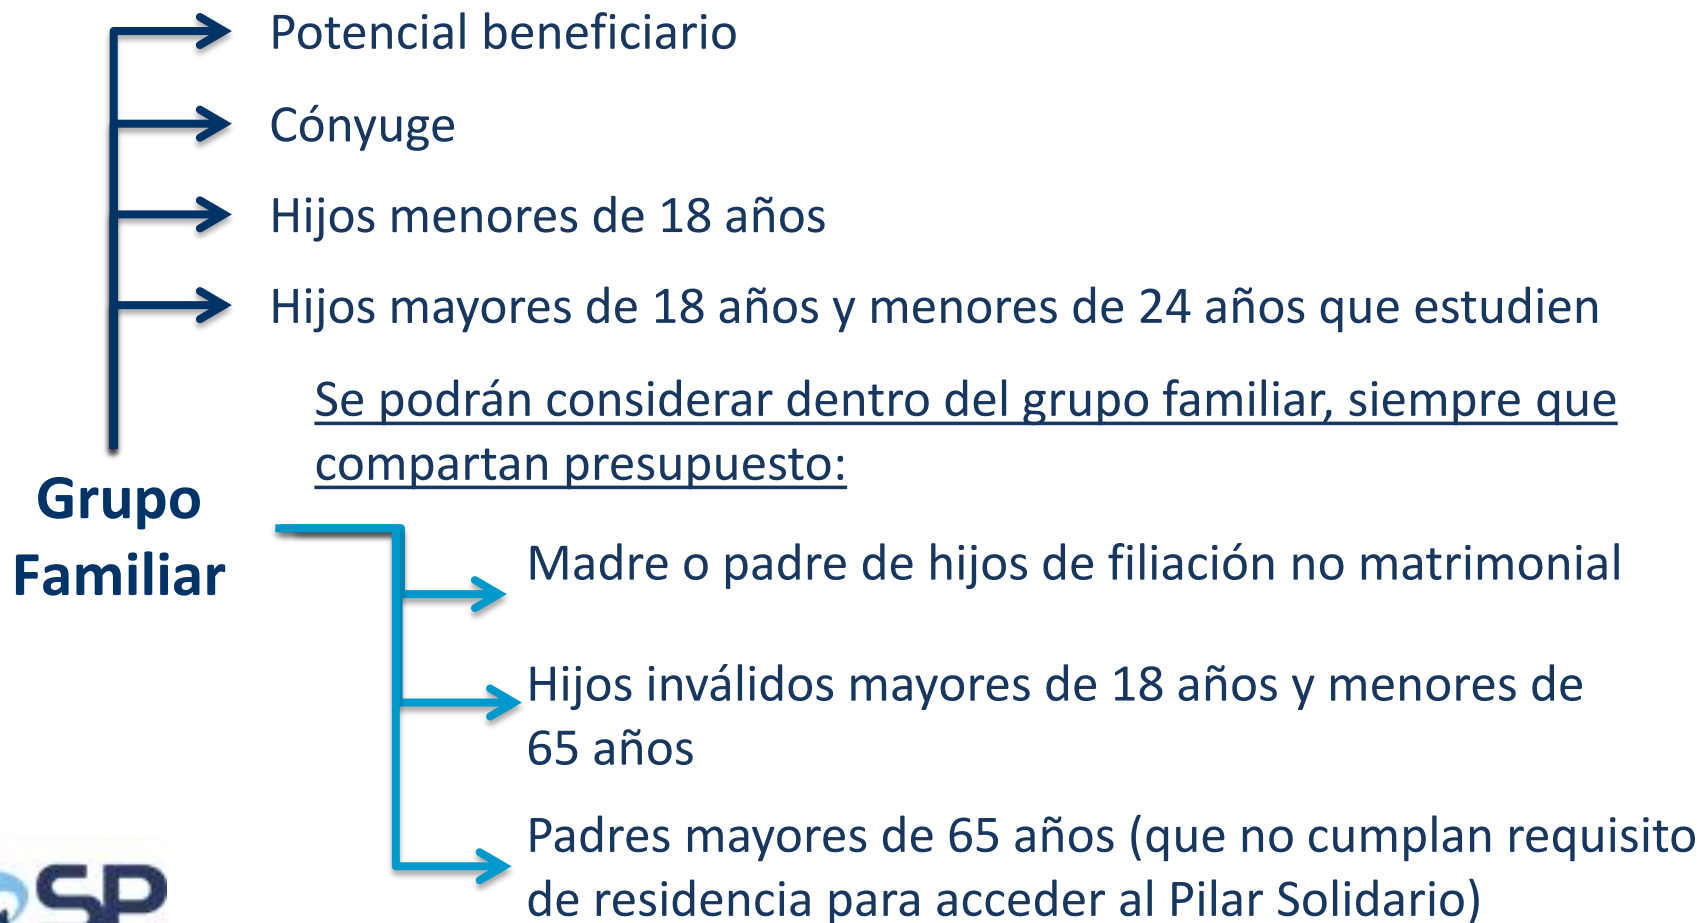 Potencial beneficiario
Cónyuge
Hijos menores de 18 años
Hijos mayores de 18 años y menores de 24 años que estudien
Se podrán considerar dentro del grupo familiar, siempre que
compartan presupuesto:
Grupo
Familiar
Madre o padre de hijos de filiación no matrimonial
Hijos inválidos mayores de 18 años y menores de
65 años
Padres mayores de 65 años (que no cumplan requisito
de residencia para acceder al Pilar Solidario)
SP